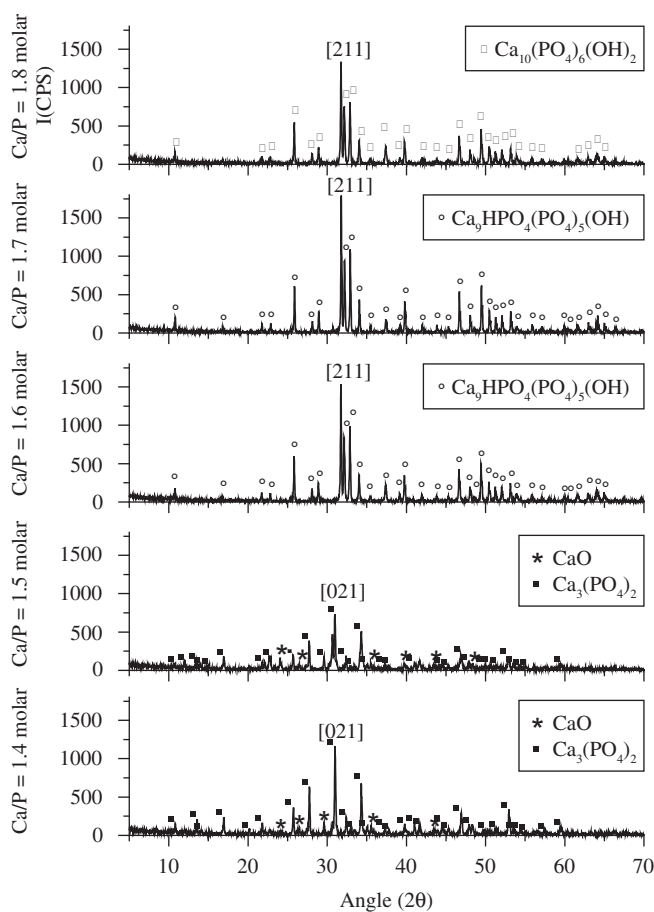 Ca/P = 1.8 molar
I(CPS)
1500
1000
500
0
[211]
□ Ca10(PO4)6(OH)2
Ca/P = 1.7 molar
1500
1000
500
0
[211]
○ Ca9HPO4(PO4)5(OH)
Ca/P = 1.6 molar
1500
1000
500
0
[211]
○ Ca9HPO4(PO4)5(OH)
Ca/P = 1.5 molar
1500
1000
500
0
[021]
* CaO
■ Ca3(PO4)2
Ca/P = 1.4 molar
1500
1000
500
0
[021]
* CaO
■ Ca3(PO4)2
10 20 30 40 50 60 70
Angle (2θ)